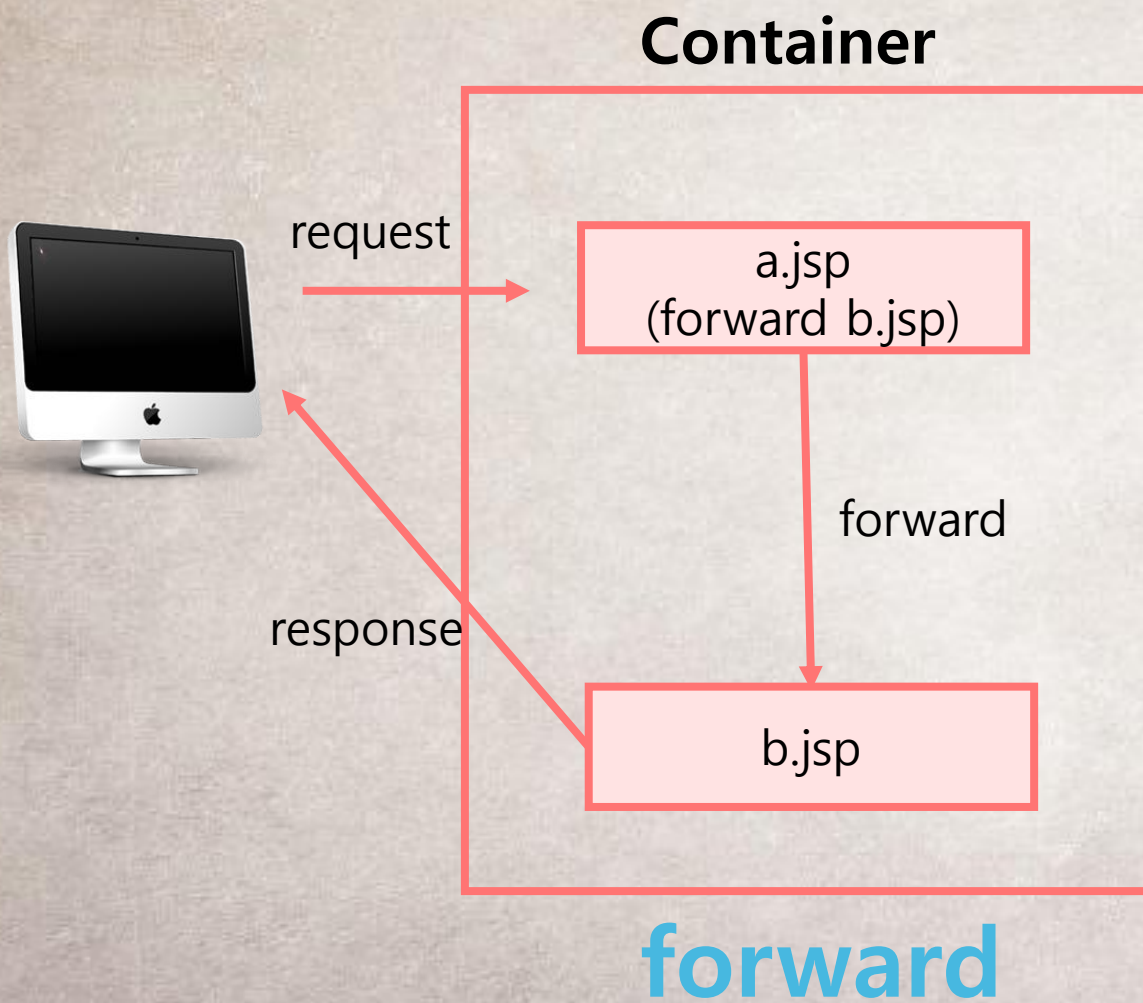 Container
request
a.jsp
(forward b.jsp)
forward
response
b.jsp
forward